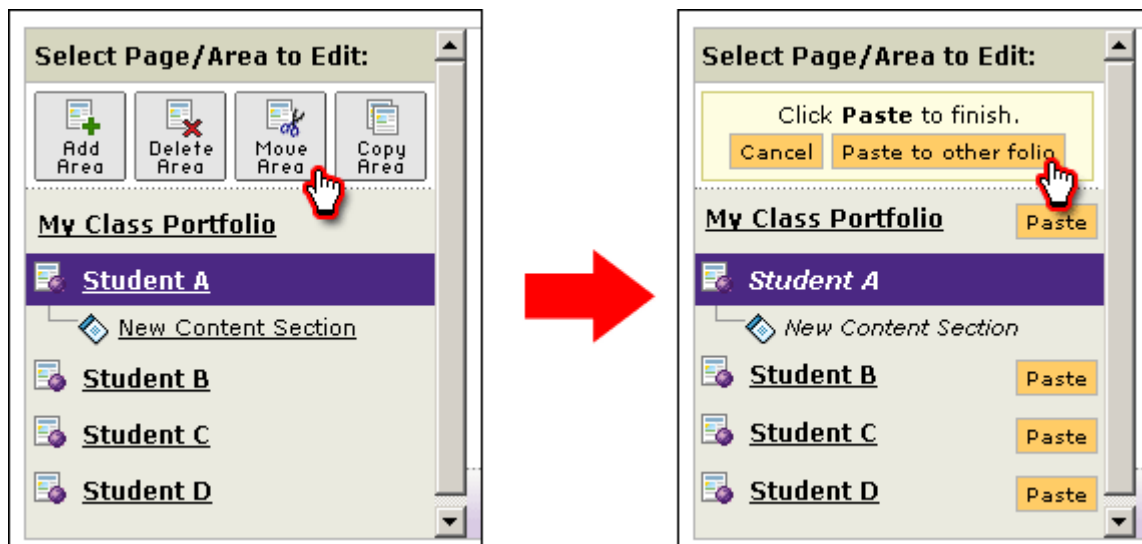 Select Page/Area to Edit:
Add Area
Delete Area
Move Area
Copy Area
My Class Portfolio
Student A
New Content Section
Student B
Student C
Student D
Select Page/Area to Edit:
Click Paste to finish.
Cancel Paste to other folio
My Class Portfolio Paste
Student A
New Content Section
Student B Paste
Student C Paste
Student D Paste